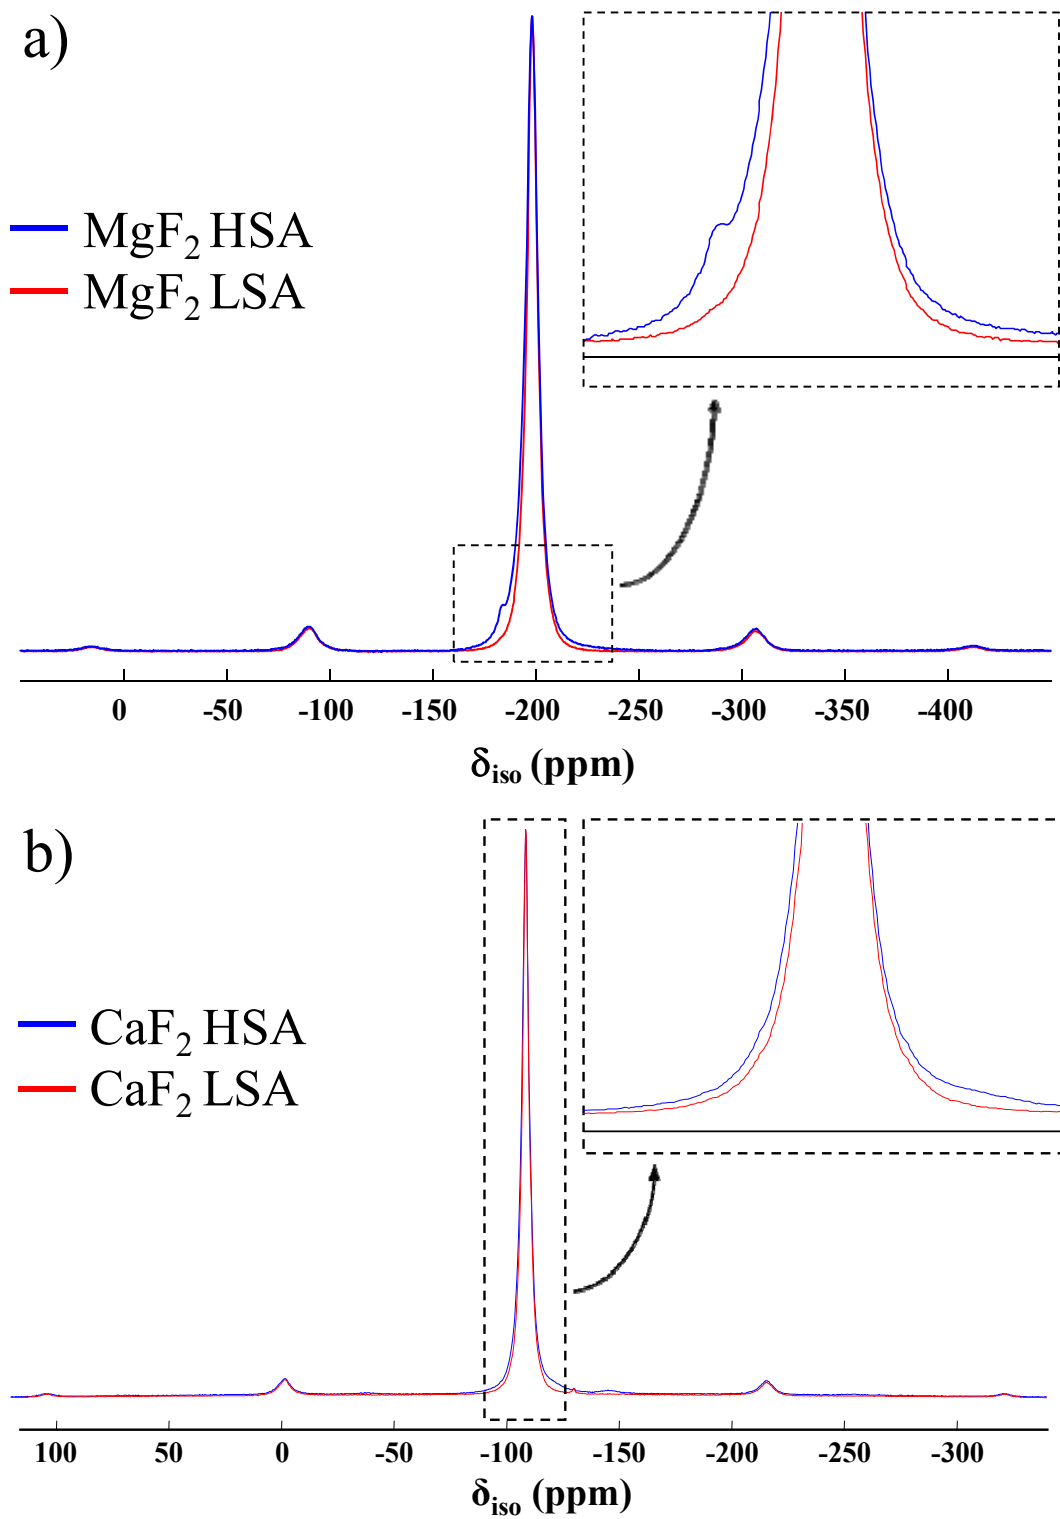 a)
MgF₂ HSA
MgF₂ LSA
0 -50 -100 -150 -200 -250 -300 -350 -400
δiso (ppm)
b)
CaF₂ HSA
CaF₂ LSA
100 50 0 -50 -100 -150 -200 -250 -300
δiso (ppm)